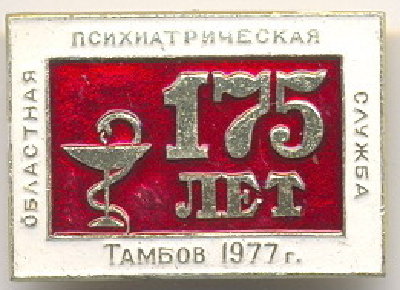 ОБЛАСТНАЯ
ПСИХИАТРИЧЕСКАЯ
СЛУЖБА
175
ЛЕТ
ТАМБОВ 1977 г.